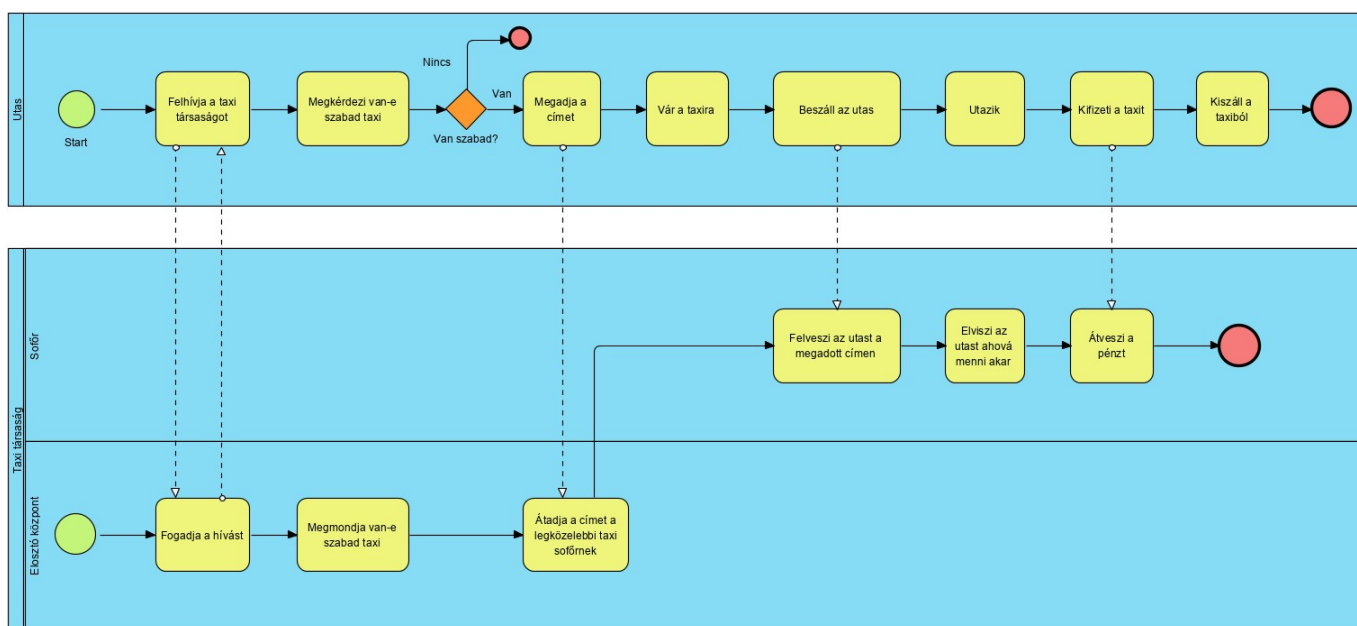 Utas
Start
Felhívja a taxi
társaságot
Megkérdezi van-e
szabad taxi
Nincs
Van
Van szabad?
Megadja a
címet
Vár a taxira
Beszáll az utas
Utazik
Kifizeti a taxit
Kiszáll a
taxiból
Taxi társaság
Sofőr
Felveszi az utast a
megadott címen
Elviszi az
utast ahová
menni akar
Átveszi a
pénzt
Elosztó központ
Fogadja a hívást
Megmondja van-e
szabad taxi
Átadja a címet a
legközelebbi taxi
sofőrnek